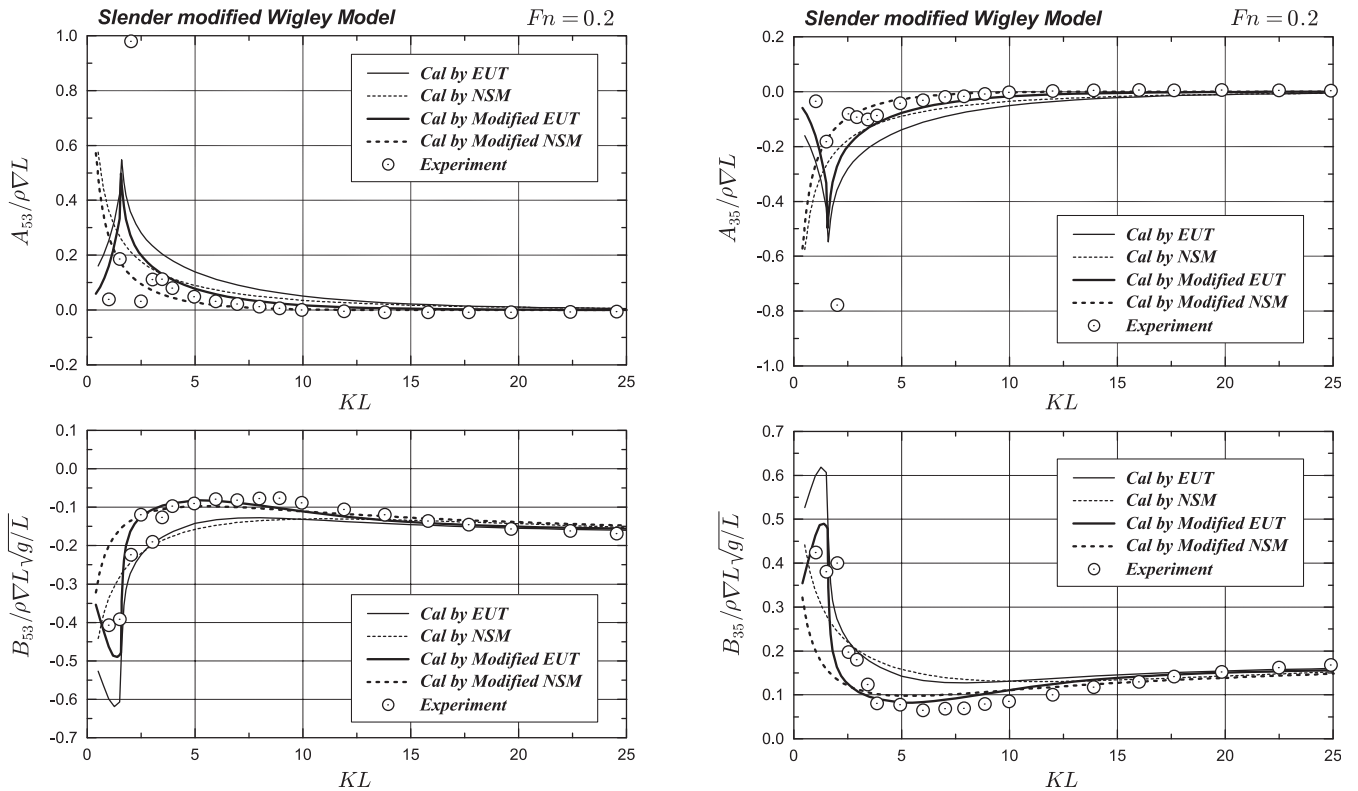 Slender modified Wigley Model Fn = 0.2
1.0
0.8
0.6
0.4
0.2
0.0
-0.2
A53/ρ∇L
Cal by EUT
Cal by NSM
Cal by Modified EUT
Cal by Modified NSM
Experiment
0 5 10 15 20 25
KL
Slender modified Wigley Model Fn = 0.2
0.2
0.0
-0.2
-0.4
-0.6
-0.8
-1.0
A35/ρ∇L
Cal by EUT
Cal by NSM
Cal by Modified EUT
Cal by Modified NSM
Experiment
0 5 10 15 20 25
KL
0.1
0.0
-0.1
-0.2
-0.3
-0.4
-0.5
-0.6
-0.7
B53/ρ∇L√g/L
Cal by EUT
Cal by NSM
Cal by Modified EUT
Cal by Modified NSM
Experiment
0 5 10 15 20 25
KL
0.7
0.6
0.5
0.4
0.3
0.2
0.1
0.0
B35/ρ∇L√g/L
Cal by EUT
Cal by NSM
Cal by Modified EUT
Cal by Modified NSM
Experiment
0 5 10 15 20 25
KL